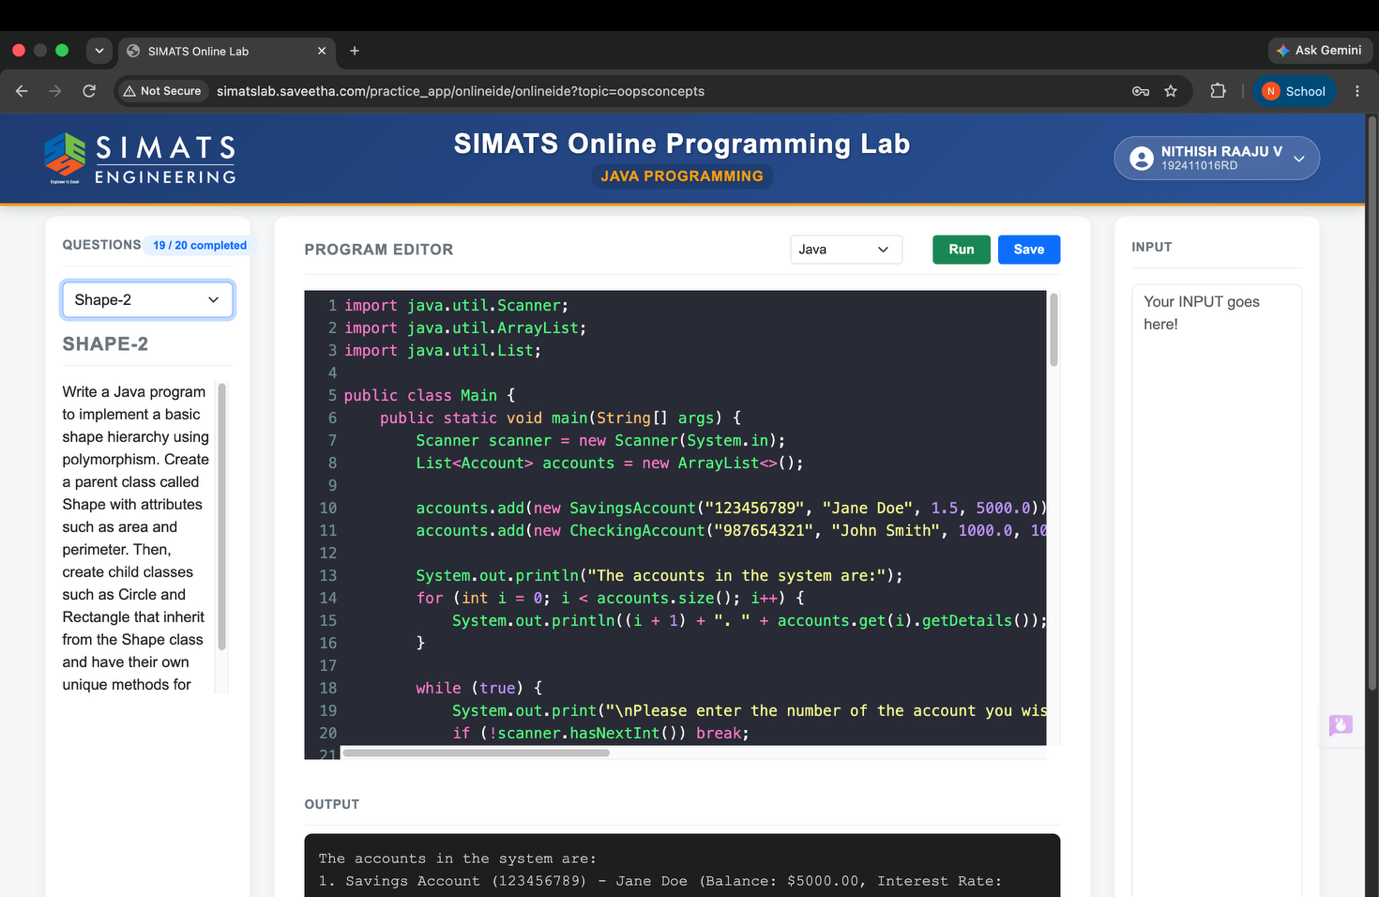 SIMATS Online Lab
Ask Gemini
Not Secure
simatslab.saveetha.com/practice_app/onlineide/onlineide?topic=oopsconcepts
N School
SIMATS
ENGINEERING
Engineer to Excel
SIMATS Online Programming Lab
JAVA PROGRAMMING
NITHISH RAAJU V
192411016RD
QUESTIONS 19 / 20 completed
Shape-2
SHAPE-2
Write a Java program
to implement a basic
shape hierarchy using
polymorphism. Create
a parent class called
Shape with attributes
such as area and
perimeter. Then,
create child classes
such as Circle and
Rectangle that inherit
from the Shape class
and have their own
unique methods for
PROGRAM EDITOR
Java
Run
Save
1 import java.util.Scanner;
2 import java.util.ArrayList;
3 import java.util.List;
4
5 public class Main {
6     public static void main(String[] args) {
7         Scanner scanner = new Scanner(System.in);
8         List<Account> accounts = new ArrayList<>();
9
10         accounts.add(new SavingsAccount("123456789", "Jane Doe", 1.5, 5000.0))
11         accounts.add(new CheckingAccount("987654321", "John Smith", 1000.0, 10
12
13         System.out.println("The accounts in the system are:");
14         for (int i = 0; i < accounts.size(); i++) {
15             System.out.println((i + 1) + ". " + accounts.get(i).getDetails());
16         }
17
18         while (true) {
19             System.out.print("\nPlease enter the number of the account you wis
20             if (!scanner.hasNextInt()) break;
21
OUTPUT
The accounts in the system are:
1. Savings Account (123456789) - Jane Doe (Balance: $5000.00, Interest Rate:
INPUT
Your INPUT goes
here!